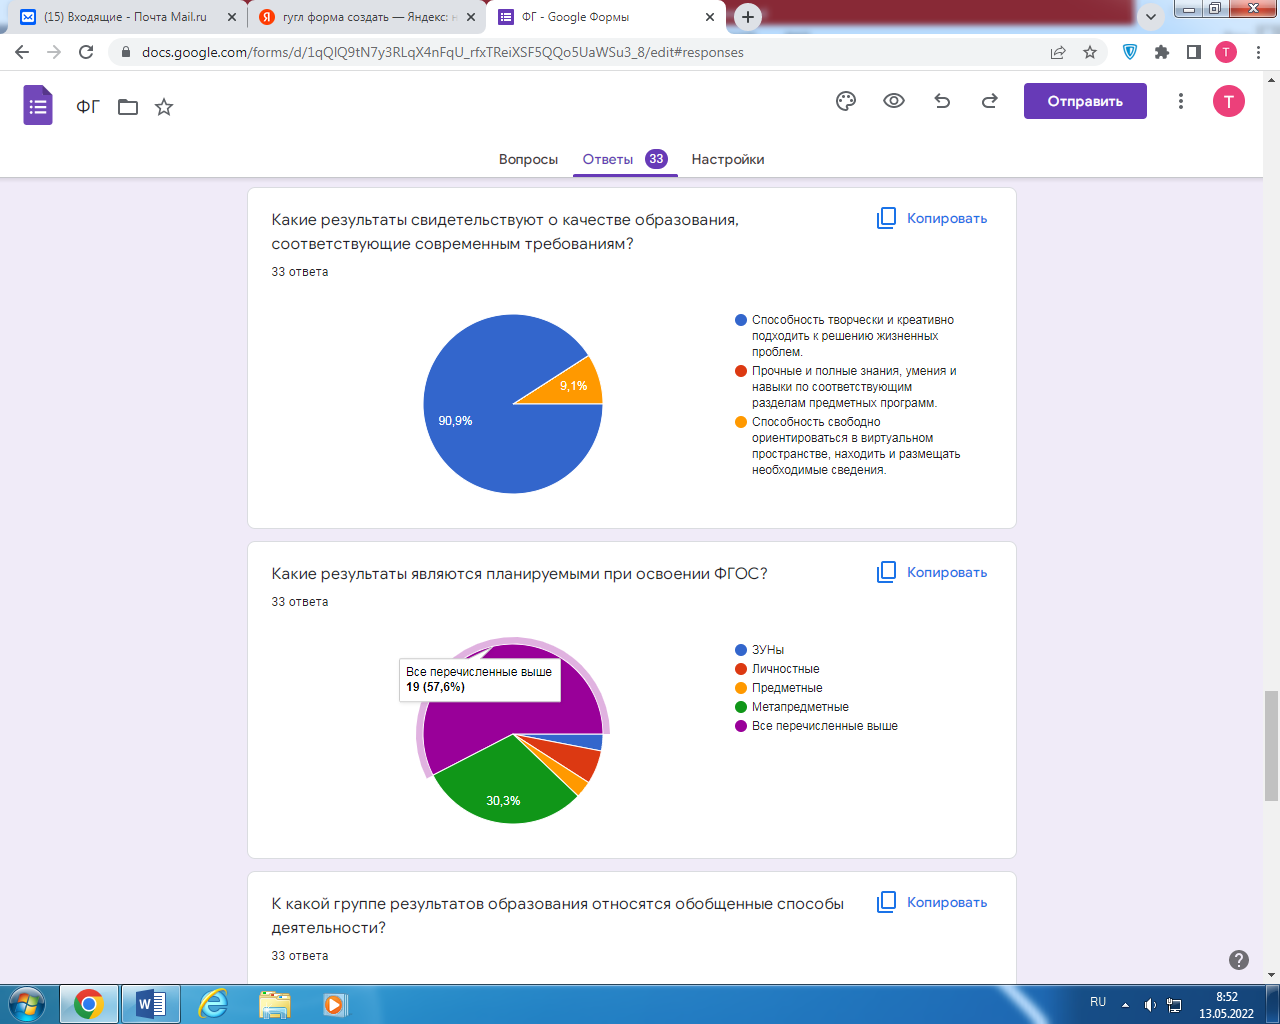 (15) Входящие - Почта Mail.ru
гугл форма создать — Яндекс: н
ФГ - Google Формы
docs.google.com/forms/d/1qQIQ9tN7y3RLqX4nFqU_rfxTReiXSF5QQo5UaWSu3_8/edit#responses
T
ФГ
Отправить
T
Вопросы
Ответы 33
Настройки
Какие результаты свидетельствуют о качестве образования,
соответствующие современным требованиям?
Копировать
33 ответа
90,9%
9,1%
Способность творчески и креативно
подходить к решению жизненных
проблем.
Прочные и полные знания, умения и
навыки по соответствующим
разделам предметных программ.
Способность свободно
ориентироваться в виртуальном
пространстве, находить и размещать
необходимые сведения.
Какие результаты являются планируемыми при освоении ФГОС?
Копировать
33 ответа
Все перечисленные выше
19 (57,6%)
30,3%
ЗУНы
Личностные
Предметные
Метапредметные
Все перечисленные выше
К какой группе результатов образования относятся обобщенные способы
деятельности?
Копировать
33 ответа
RU
8:52
13.05.2022